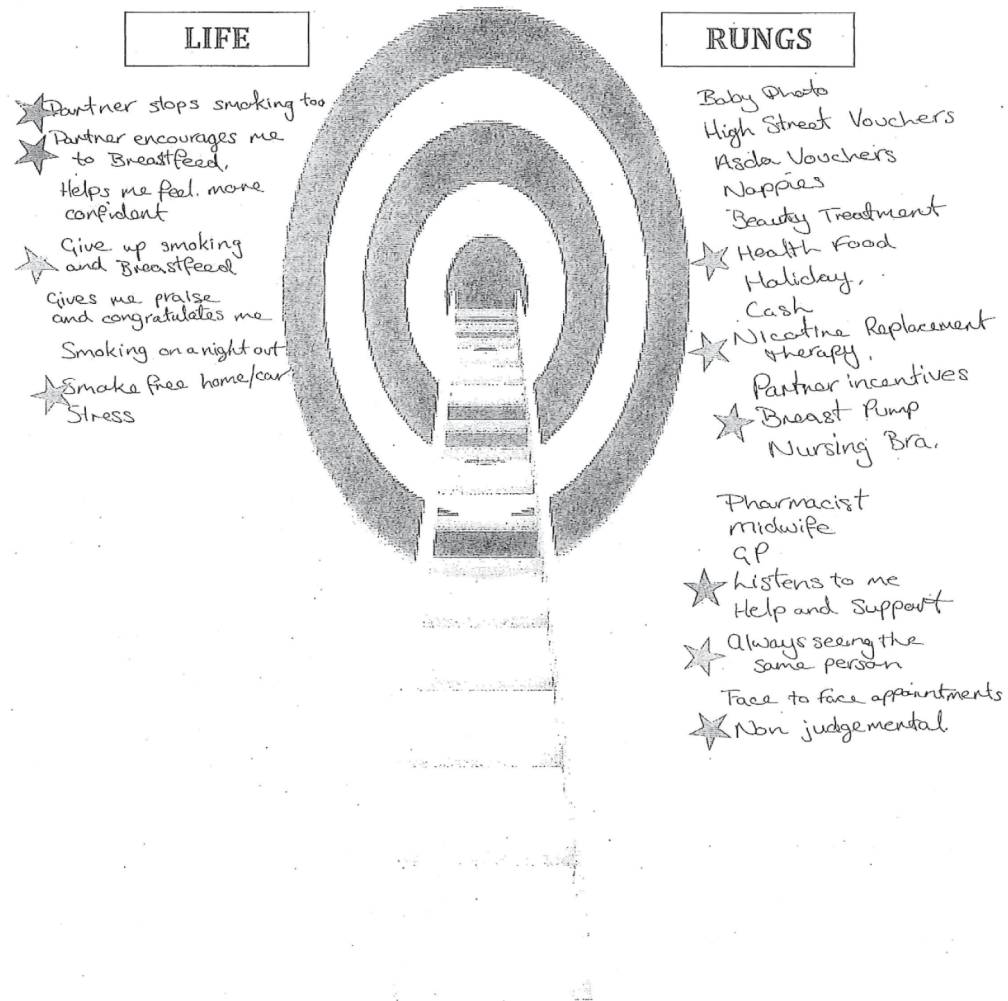 LIFE
Partner stops smoking too
Partner encourages me
to Breastfeed,
Helps me feel. more
confident
Give up smoking
and Breastfeed
Gives me praise
and congratulates me
Smoking on a night out
Smoke free home/car
Stress
RUNGS
Baby Photo
High Street Vouchers
Asda Vouchers
Nappies
Beauty Treatment
Health Food
Holiday,
Cash
Nicotine Replacement
therapy,
Partner incentives
Breast Pump
Nursing Bra.
Pharmacist
midwife
GP
Listens to me
Help and Support
Always seeing the
same person
Face to face appointments
Non judgemental.